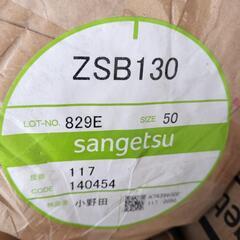 ZSB130
LOT-NO. 829E SIZE 50
sangetsu
117
CODE 140454
小野田